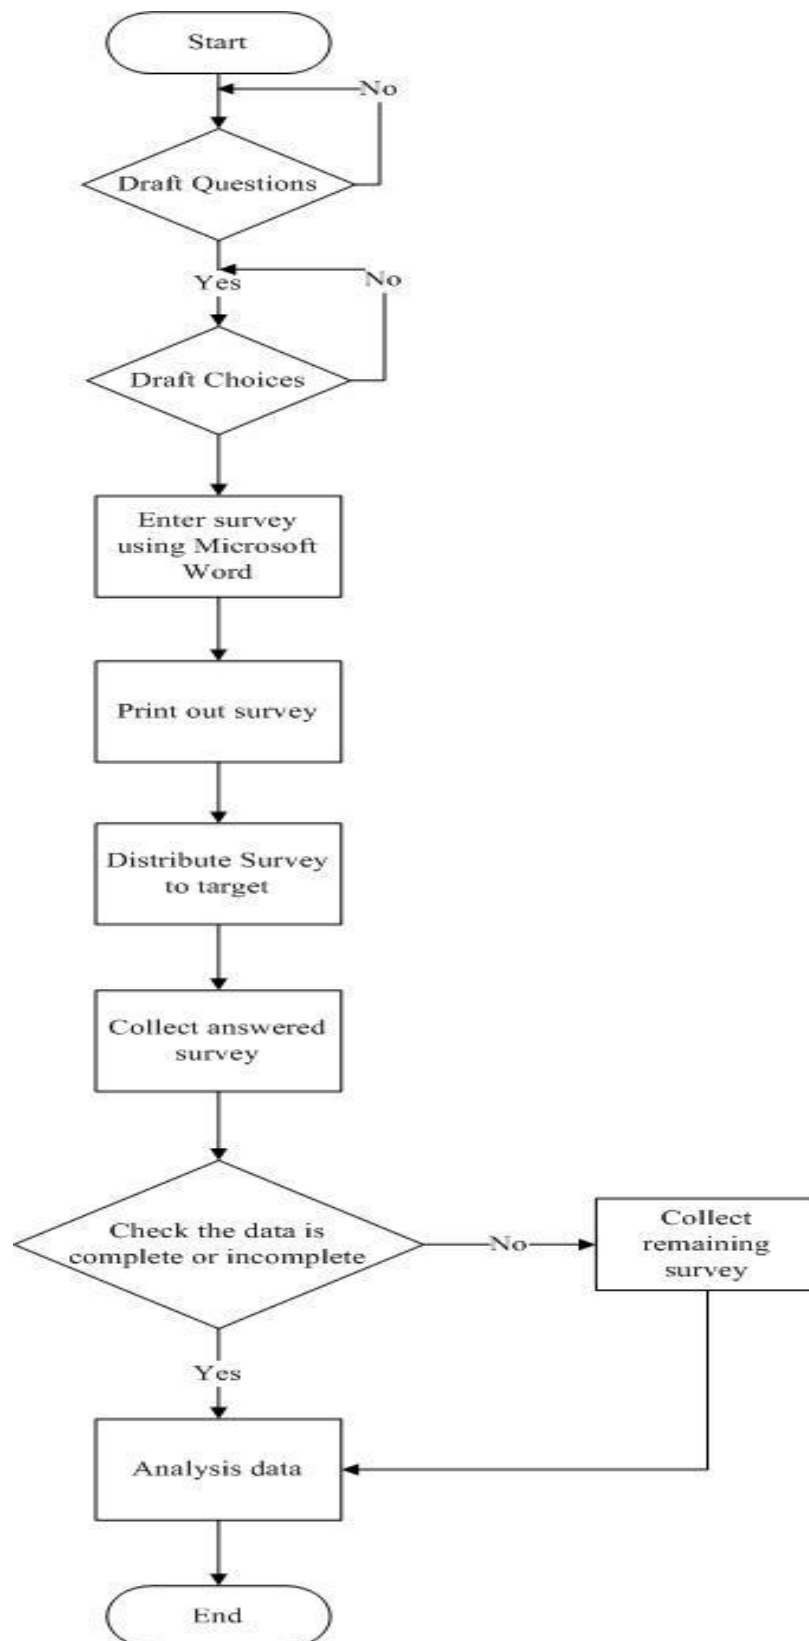 Start
No
Draft Questions
Yes
No
Draft Choices
Enter survey
using Microsoft
Word
Print out survey
Distribute Survey
to target
Collect answered
survey
Check the data is
complete or incomplete
No
Collect
remaining
survey
Yes
Analysis data
End